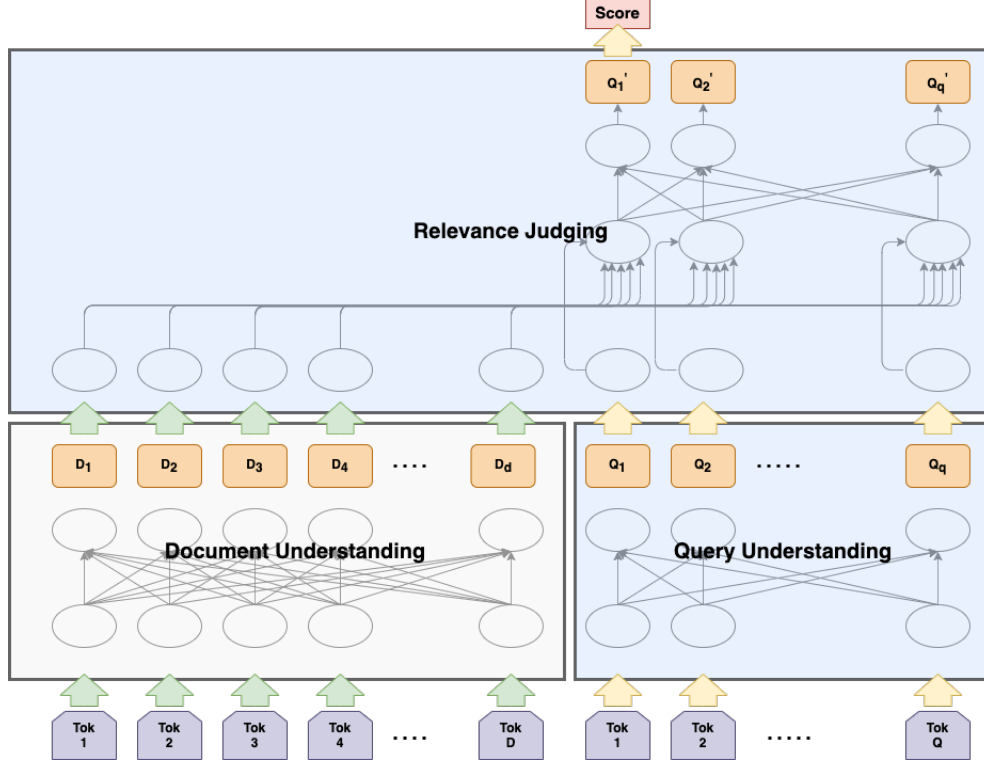 Score
Q1' Q2' Qq'
Relevance Judging
D1 D2 D3 D4 .... Dd Q1 Q2 ..... Qq
Document Understanding Query Understanding
Tok Tok Tok Tok Tok Tok Tok Tok
1 2 3 4 .... D 1 2 ..... Q